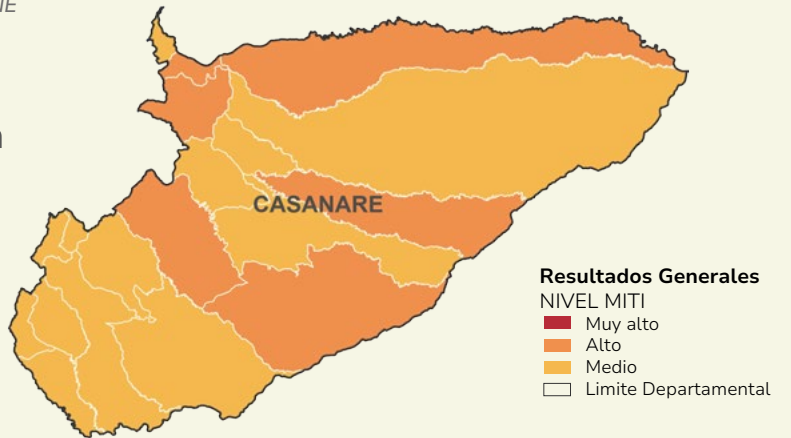 CASANARE
Resultados Generales
NIVEL MITI
Muy alto
Alto
Medio
Limite Departamental